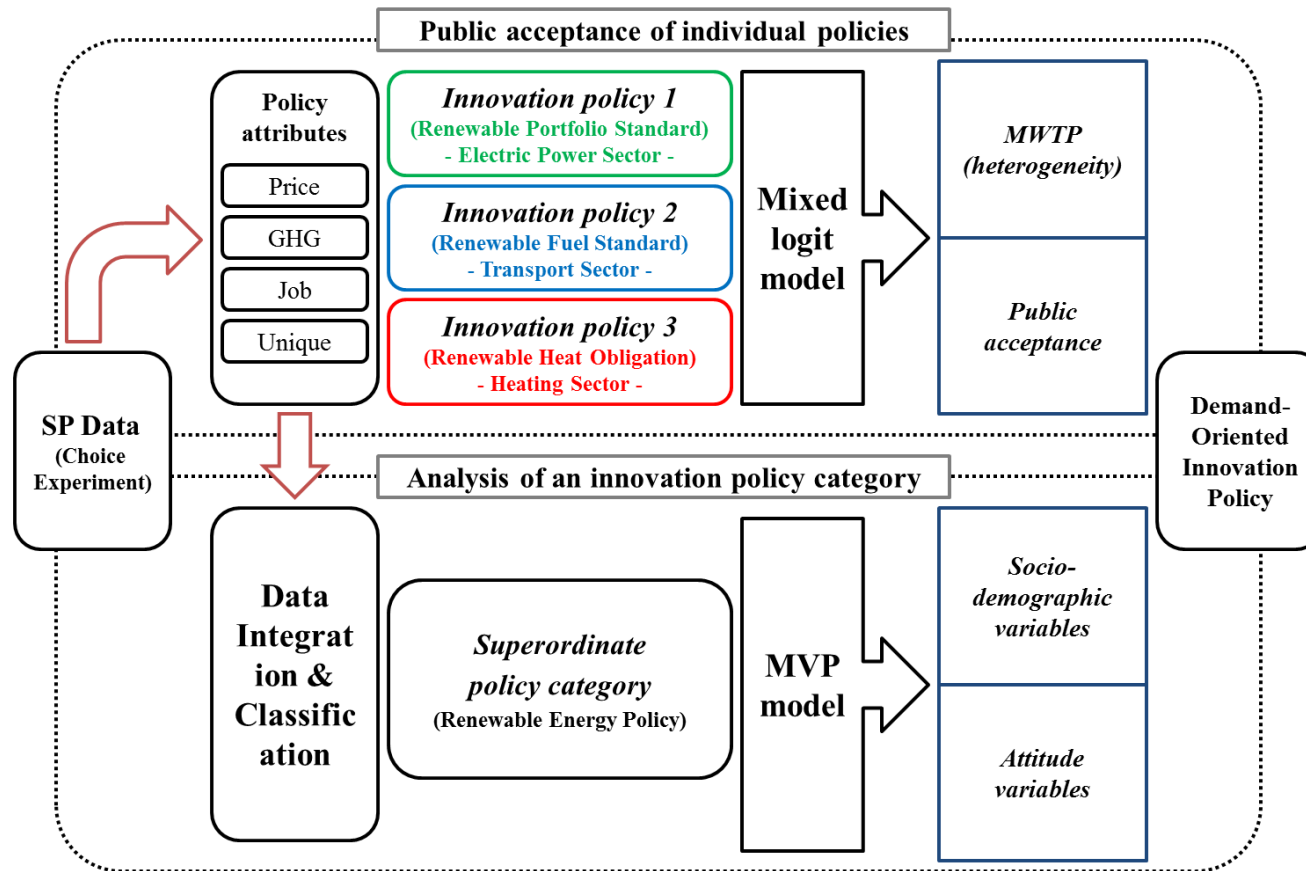 Public acceptance of individual policies
Policy
attributes
Price
GHG
Job
Unique
Innovation policy 1
(Renewable Portfolio Standard)
- Electric Power Sector -
Innovation policy 2
(Renewable Fuel Standard)
- Transport Sector -
Innovation policy 3
(Renewable Heat Obligation)
- Heating Sector -
Mixed
logit
model
MWTP
(heterogeneity)
Public
acceptance
SP Data
(Choice
Experiment)
Demand-
Oriented
Innovation
Policy
Analysis of an innovation policy category
Data
Integrat
ion &
Classific
ation
Superordinate
policy category
(Renewable Energy Policy)
MVP
model
Socio-
demographic
variables
Attitude
variables